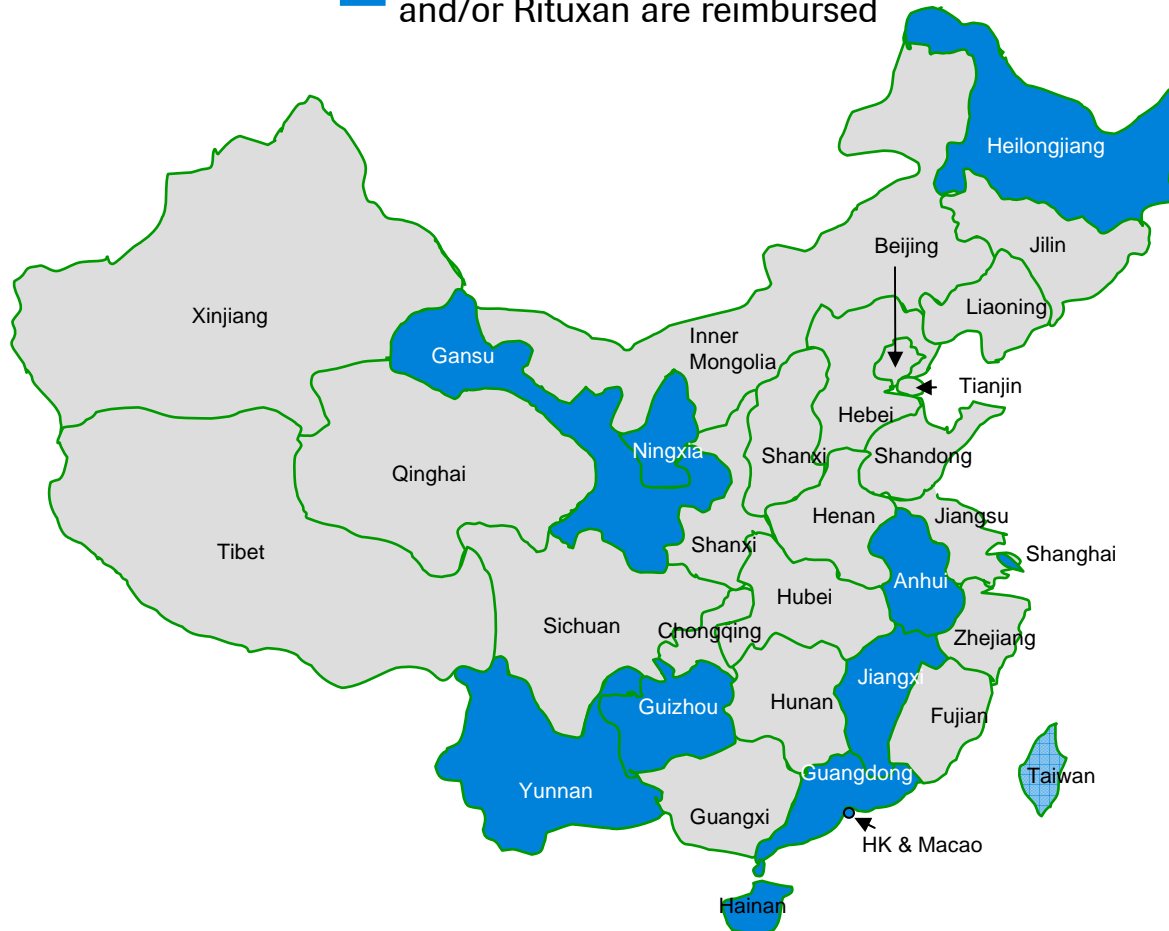 and/or Rituxan are reimbursed
Heilongjiang
Beijing
Jilin
Xinjiang
Liaoning
Inner
Mongolia
Gansu
Tianjin
Hebei
Ningxia
Shanxi
Shandong
Qinghai
Henan
Jiangsu
Shanxi
Tibet
Shanghai
Anhui
Hubei
Sichuan
Chongqing
Zhejiang
Jiangxi
Guizhou
Hunan
Fujian
Guangdong
Taiwan
Yunnan
Guangxi
HK & Macao
Hainan